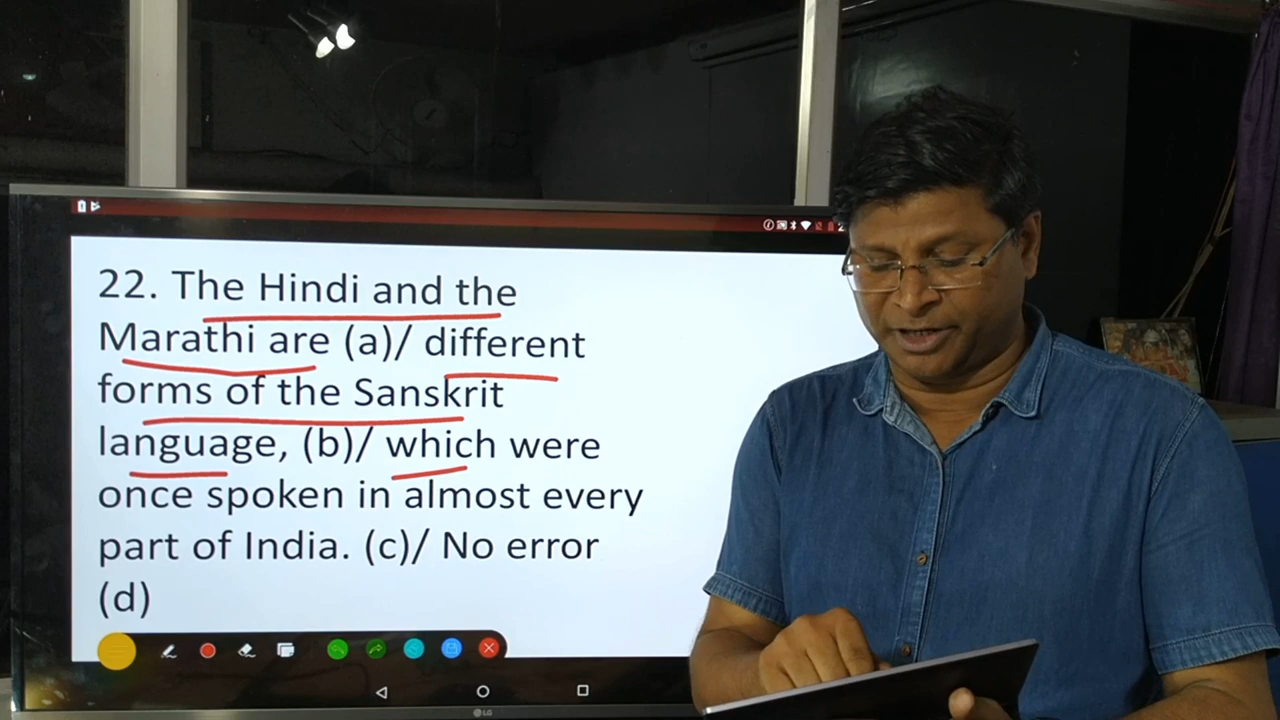 22. The Hindi and the
Marathi are (a)/ different
forms of the Sanskrit
language, (b)/ which were
once spoken in almost every
part of India. (c)/ No error
(d)
LG